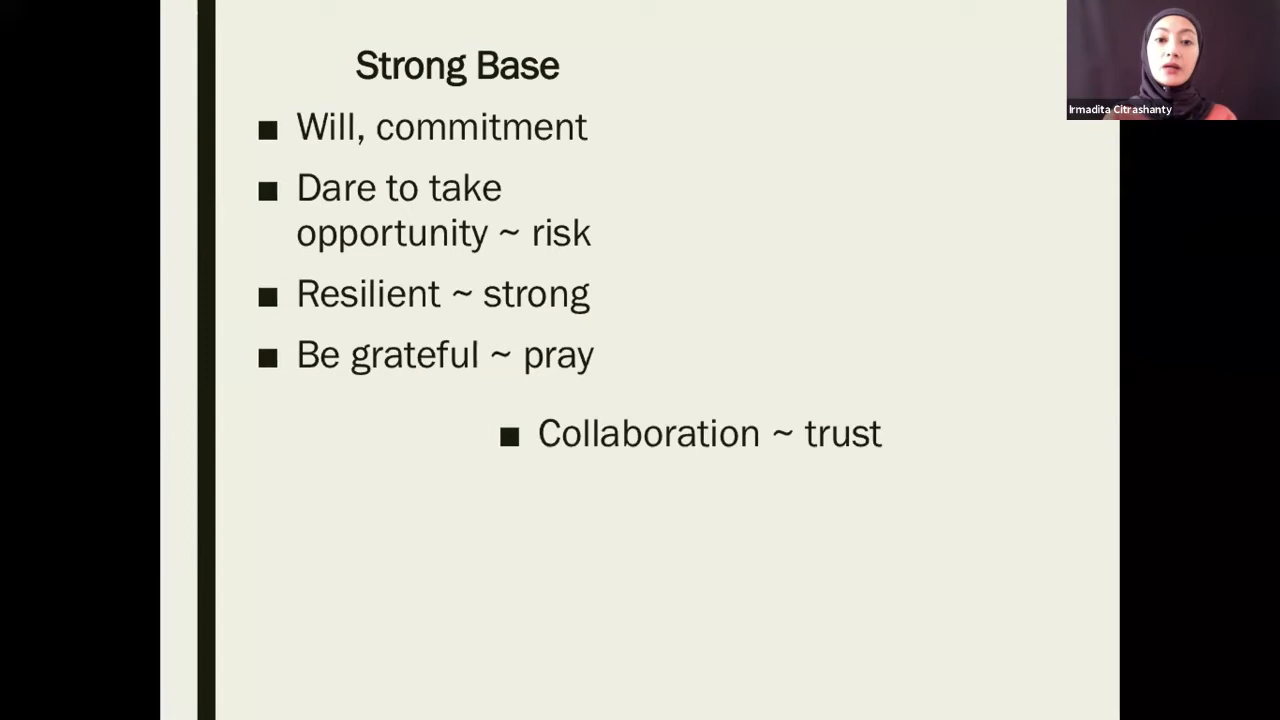 Strong Base
■ Will, commitment
■ Dare to take
opportunity ~ risk
■ Resilient ~ strong
■ Be grateful ~ pray
■ Collaboration ~ trust
Irmadita Citrashanty